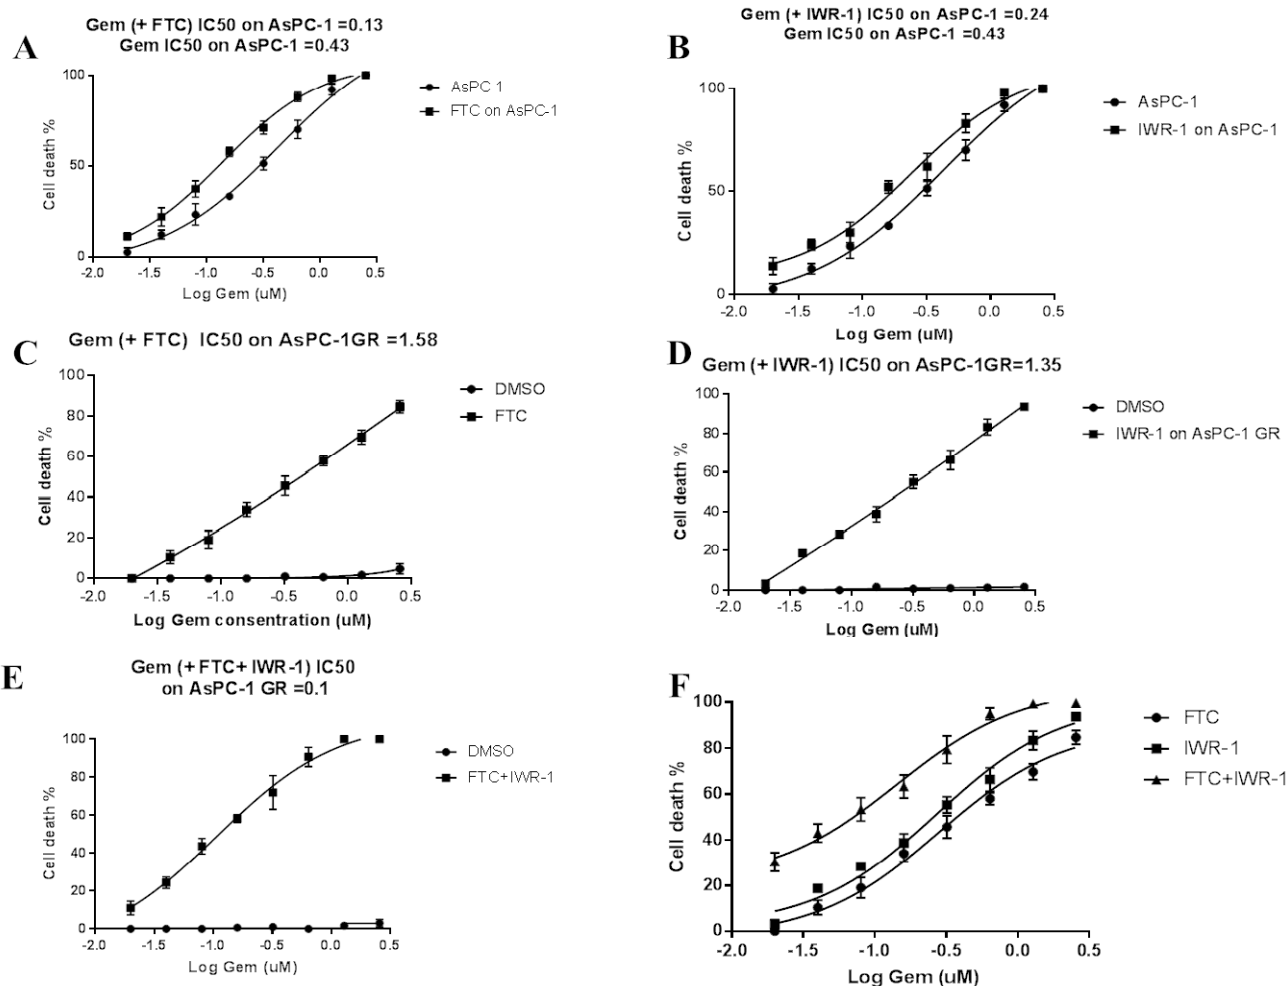 A
Gem (+ FTC) IC50 on AsPC-1 =0.13
Gem IC50 on AsPC-1 =0.43
100
50
0
Cell death %
-2.0 -1.5 -1.0 -0.5 0.0 0.5
Log Gem (uM)
AsPC 1
FTC on AsPC-1
B
Gem (+ IWR-1) IC50 on AsPC-1 =0.24
Gem IC50 on AsPC-1 =0.43
100
50
0
Cell death %
-2.0 -1.5 -1.0 -0.5 0.0 0.5
Log Gem (uM)
AsPC-1
IWR-1 on AsPC-1
C
Gem (+ FTC) IC50 on AsPC-1GR =1.58
100
80
60
40
20
0
Cell death %
-2.0 -1.5 -1.0 -0.5 0.0 0.5
Log Gem consentration (uM)
DMSO
FTC
D
Gem (+ IWR-1) IC50 on AsPC-1GR=1.35
100
80
60
40
20
0
Cell death %
-2.0 -1.5 -1.0 -0.5 0.0 0.5
Log Gem (uM)
DMSO
IWR-1 on AsPC-1 GR
E
Gem (+ FTC+ IWR-1) IC50
on AsPC-1 GR =0.1
100
80
60
40
20
0
Cell death %
-2.0 -1.5 -1.0 -0.5 0.0 0.5
Log Gem (uM)
DMSO
FTC+IWR-1
F
100
80
60
40
20
0
Cell death %
-2.0 -1.5 -1.0 -0.5 0.0 0.5
Log Gem (uM)
FTC
IWR-1
FTC+IWR-1